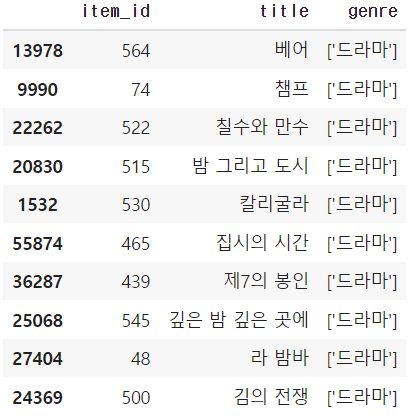 item_id title genre
13978 564 베어 ['드라마']
9990 74 챔프 ['드라마']
22262 522 칠수와 만수 ['드라마']
20830 515 밤 그리고 도시 ['드라마']
1532 530 칼리굴라 ['드라마']
55874 465 집시의 시간 ['드라마']
36287 439 제7의 봉인 ['드라마']
25068 545 깊은 밤 깊은 곳에 ['드라마']
27404 48 라 밤바 ['드라마']
24369 500 김의 전쟁 ['드라마']